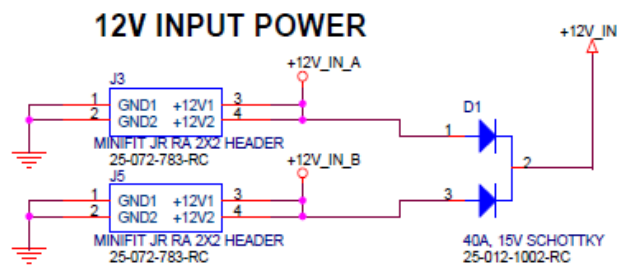 12V INPUT POWER
+12V_IN
J3
+12V_IN_A
1 GND1 +12V1 3
2 GND2 +12V2 4
MINIFIT JR RA 2X2 HEADER
25-072-783-RC
D1
1
2
3
J5
+12V_IN_B
1 GND1 +12V1 3
2 GND2 +12V2 4
MINIFIT JR RA 2X2 HEADER
25-072-783-RC
40A, 15V SCHOTTKY
25-012-1002-RC